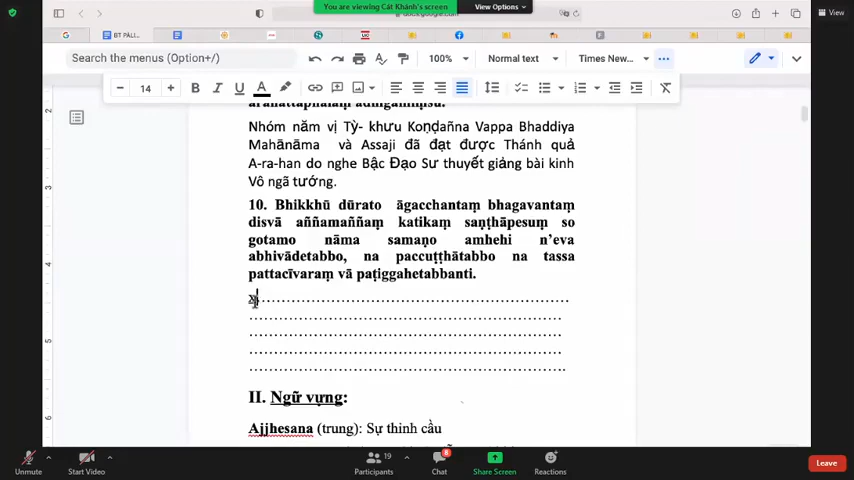 You are viewing Cát Khánh's screen
View Options
View
BT PALI...
Search the menus (Option+/)
100%
Normal text
Times New...
14
Nhóm năm vị Tỳ- khưu Koṇḍañna Vappa Bhaddiya
Mahānāma và Assaji đã đạt được Thánh quả
A-ra-han do nghe Bậc Đạo Sư thuyết giảng bài kinh
Vô ngã tướng.
10. Bhikkhū dūrato āgacchantaṃ bhagavantaṃ
disvā aññamaññaṃ katikaṃ saṇṭhāpesuṃ so
gotamo nāma samaṇo amhehi n'eva
abhivādetabbo, na paccuṭṭhātabbo na tassa
pattacīvaraṃ vā paṭiggahetabbanti.
II. Ngữ vựng:
Ajjhesana (trung): Sự thỉnh cầu
Unmute
Start Video
19
Participants
8
Chat
Share Screen
Reactions
Leave